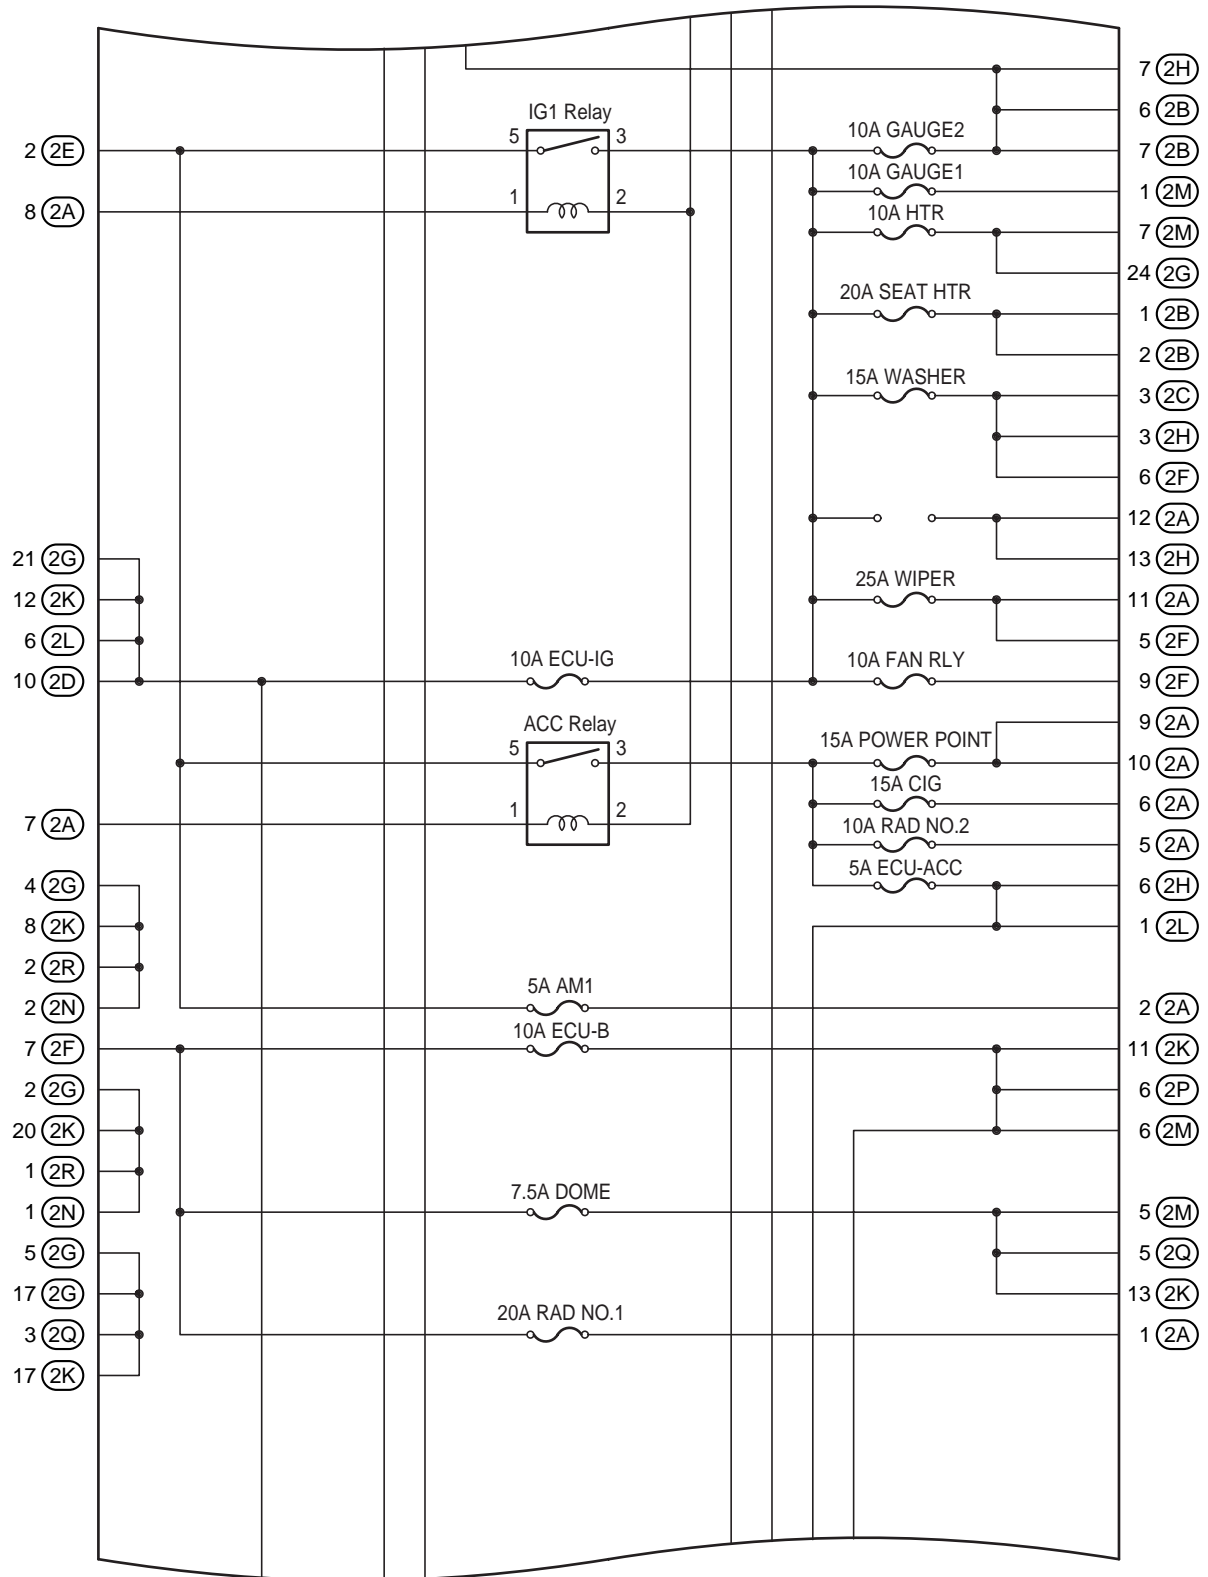 7 2H
IG1 Relay
6 2B
10A GAUGE2
5 3
2 2E
7 2B
10A GAUGE1
1 2M
1 2
8 2A
10A HTR
7 2M
24 2G
20A SEAT HTR
1 2B
2 2B
15A WASHER
3 2C
3 2H
6 2F
12 2A
21 2G
13 2H
25A WIPER
12 2K
11 2A
6 2L
5 2F
10A ECU-IG
10A FAN RLY
10 2D
9 2F
ACC Relay
9 2A
5 3
15A POWER POINT
10 2A
15A CIG
6 2A
1 2
7 2A
10A RAD NO.2
5 2A
5A ECU-ACC
4 2G
6 2H
8 2K
1 2L
2 2R
5A AM1
2 2N
2 2A
10A ECU-B
7 2F
11 2K
2 2G
6 2P
20 2K
6 2M
1 2R
7.5A DOME
1 2N
5 2M
5 2G
5 2Q
17 2G
13 2K
20A RAD NO.1
3 2Q
1 2A
17 2K